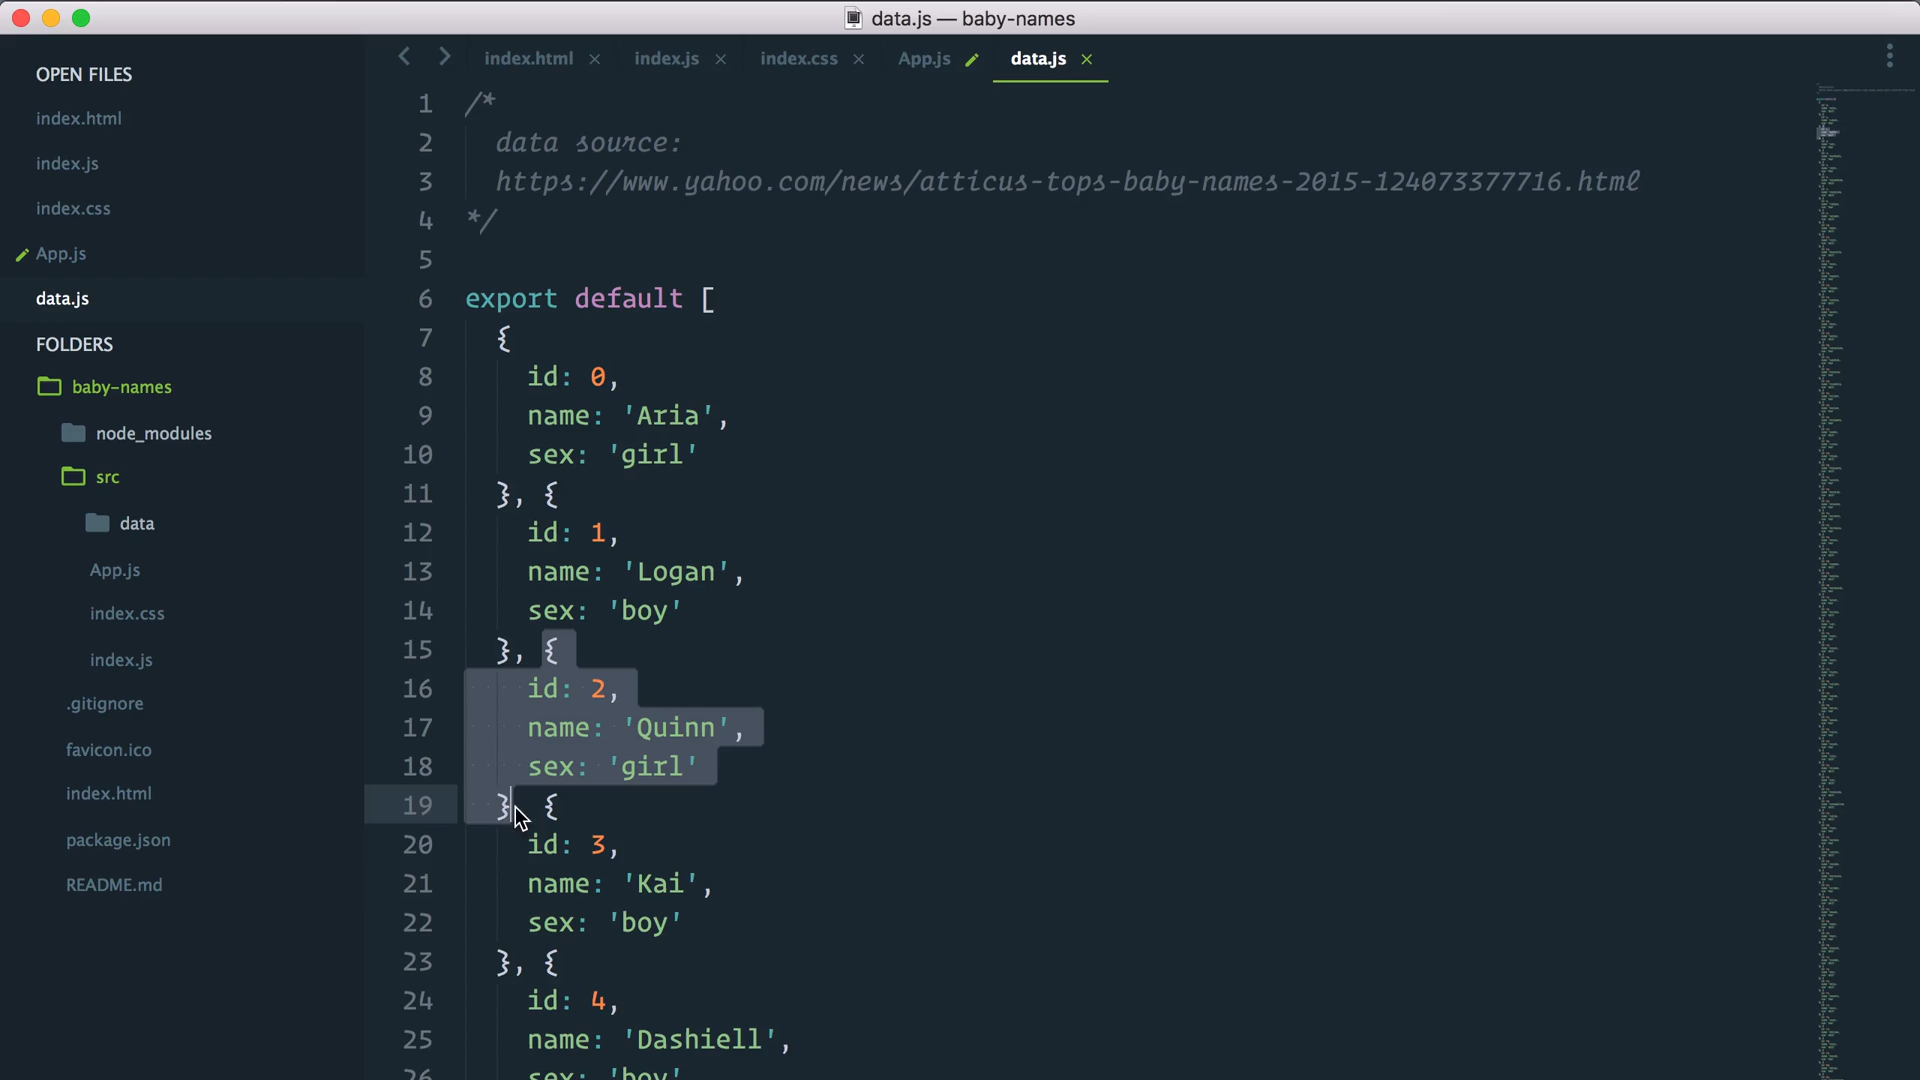 data.js — baby-names
OPEN FILES
index.html
index.js
index.css
App.js
data.js
FOLDERS
baby-names
node_modules
src
data
App.js
index.css
index.js
.gitignore
favicon.ico
index.html
package.json
README.md
index.html × index.js × index.css × App.js data.js ×
1 /*
2 data source:
3 https://www.yahoo.com/news/atticus-tops-baby-names-2015-124073377716.html
4 */
5
6 export default [
7 {
8 id: 0,
9 name: 'Aria',
10 sex: 'girl'
11 }, {
12 id: 1,
13 name: 'Logan',
14 sex: 'boy'
15 }, {
16 id: 2,
17 name: 'Quinn',
18 sex: 'girl'
19 } {
20 id: 3,
21 name: 'Kai',
22 sex: 'boy'
23 }, {
24 id: 4,
25 name: 'Dashiell',
26 sex: 'boy'